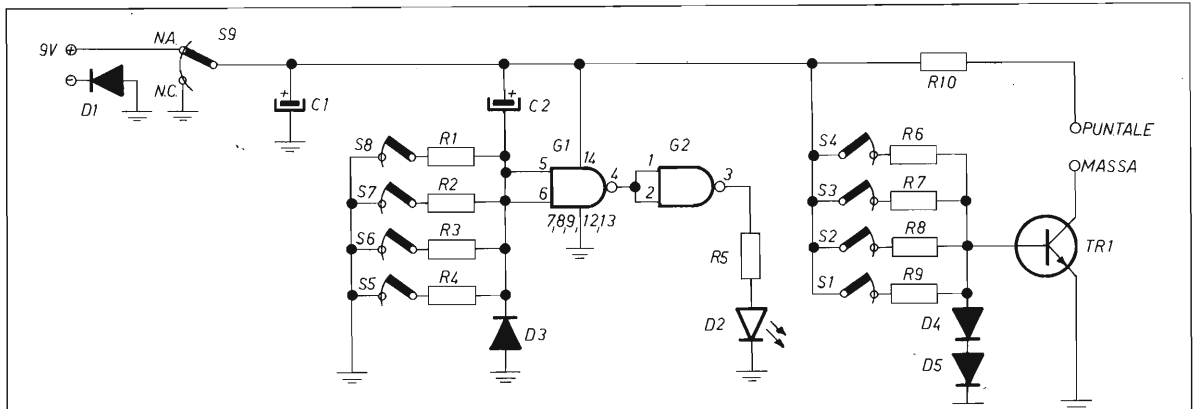 9V + N.A. S9
- N.C.
D1
+ C1
+ C2
R10
PUNTALE
MASSA
S8 R1
S7 R2
S6 R3
S5 R4
G1
5 14 4
6
7,8,9, 12,13
G2
1 3
2
R5
D2
D3
S4 R6
S3 R7
S2 R8
S1 R9
TR1
D4
D5